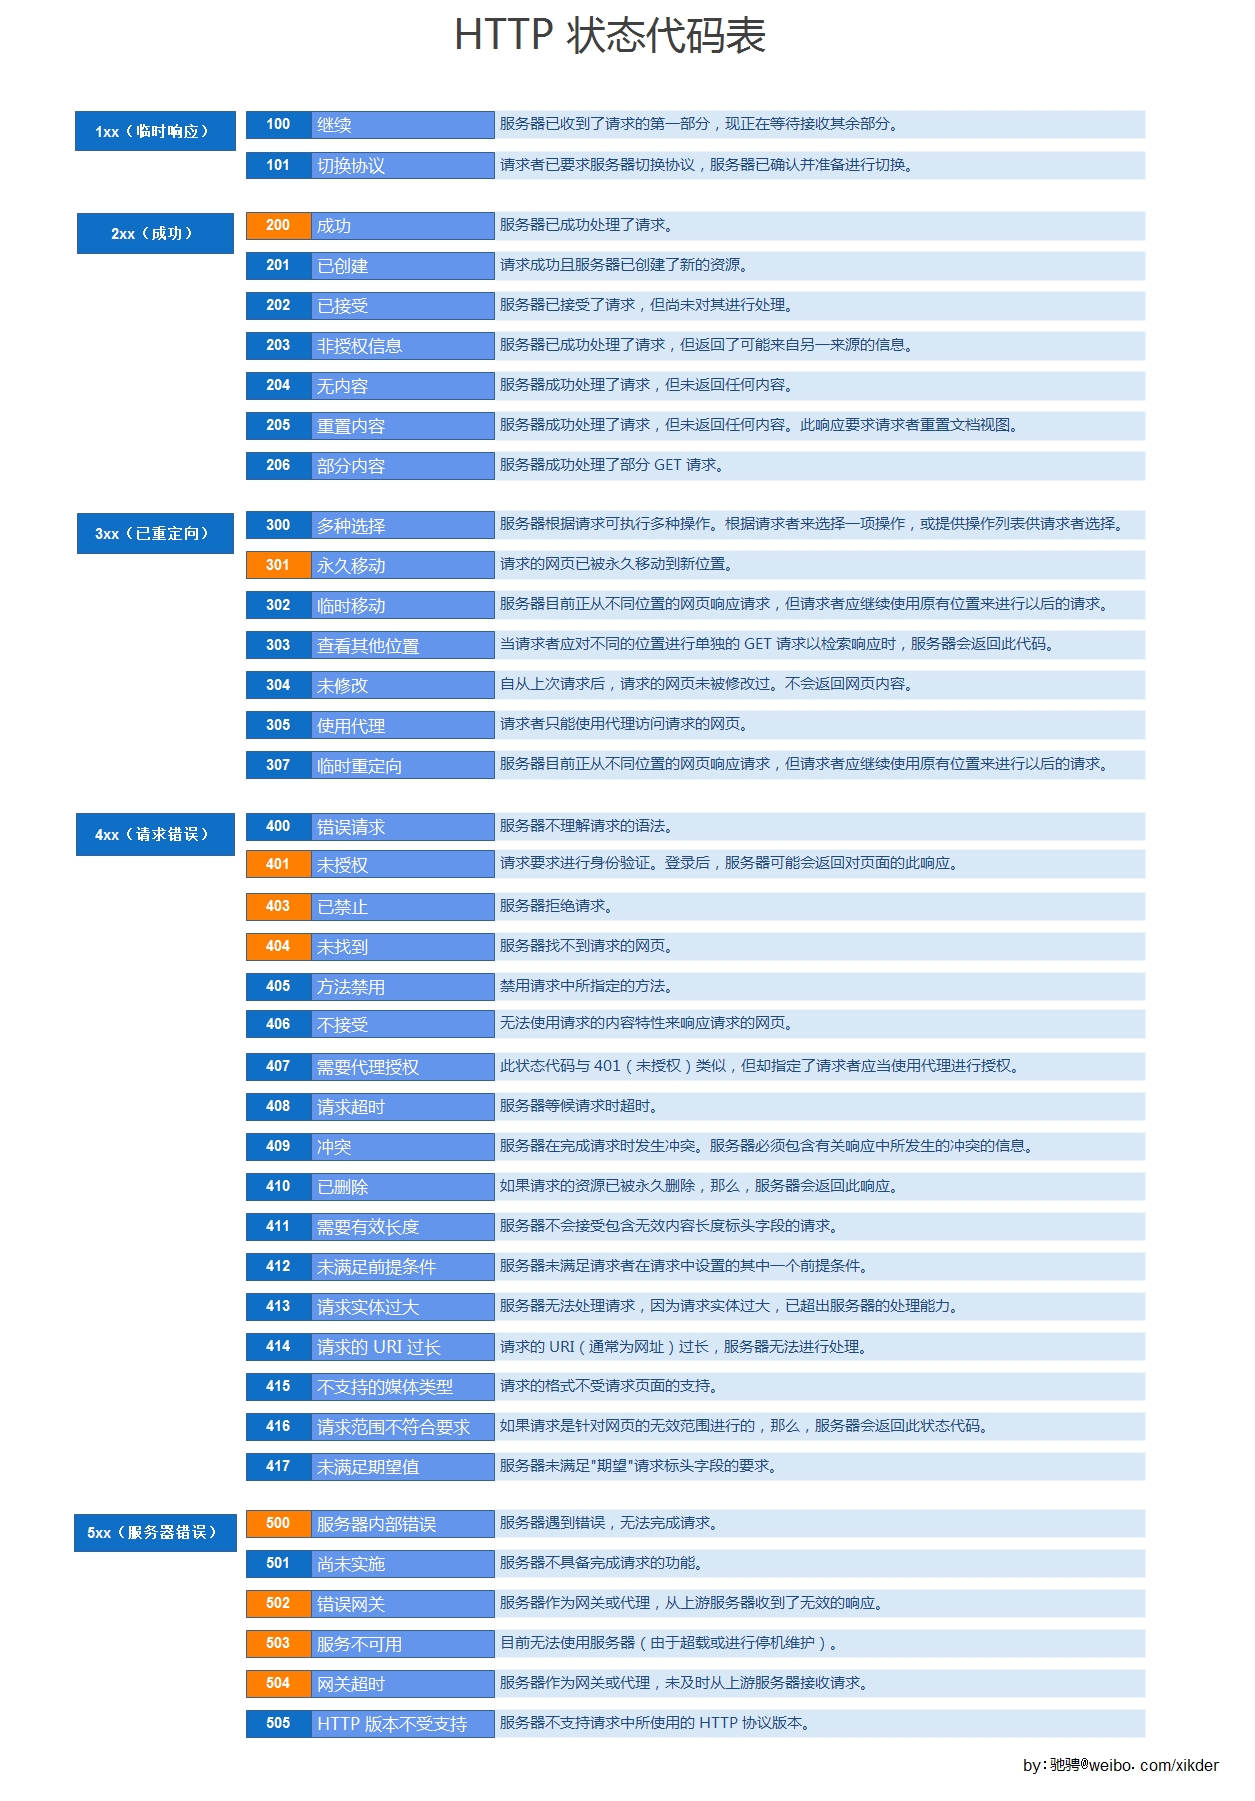 HTTP 状态代码表
1xx（临时响应）
100 继续 服务器已收到了请求的第一部分，现正在等待接收其余部分。
101 切换协议 请求者已要求服务器切换协议，服务器已确认并准备进行切换。
2xx（成功）
200 成功 服务器已成功处理了请求。
201 已创建 请求成功且服务器已创建了新的资源。
202 已接受 服务器已接受了请求，但尚未对其进行处理。
203 非授权信息 服务器已成功处理了请求，但返回了可能来自另一来源的信息。
204 无内容 服务器成功处理了请求，但未返回任何内容。
205 重置内容 服务器成功处理了请求，但未返回任何内容。此响应要求请求者重置文档视图。
206 部分内容 服务器成功处理了部分 GET 请求。
3xx（已重定向）
300 多种选择 服务器根据请求可执行多种操作。根据请求者来选择一项操作，或提供操作列表供请求者选择。
301 永久移动 请求的网页已被永久移动到新位置。
302 临时移动 服务器目前正从不同位置的网页响应请求，但请求者应继续使用原有位置来进行以后的请求。
303 查看其他位置 当请求者应对不同的位置进行单独的 GET 请求以检索响应时，服务器会返回此代码。
304 未修改 自从上次请求后，请求的网页未被修改过。不会返回网页内容。
305 使用代理 请求者只能使用代理访问请求的网页。
307 临时重定向 服务器目前正从不同位置的网页响应请求，但请求者应继续使用原有位置来进行以后的请求。
4xx（请求错误）
400 错误请求 服务器不理解请求的语法。
401 未授权 请求要求进行身份验证。登录后，服务器可能会返回对页面的此响应。
403 已禁止 服务器拒绝请求。
404 未找到 服务器找不到请求的网页。
405 方法禁用 禁用请求中所指定的方法。
406 不接受 无法使用请求的内容特性来响应请求的网页。
407 需要代理授权 此状态代码与 401（未授权）类似，但却指定了请求者应当使用代理进行授权。
408 请求超时 服务器等候请求时超时。
409 冲突 服务器在完成请求时发生冲突。服务器必须包含有关响应中所发生的冲突的信息。
410 已删除 如果请求的资源已被永久删除，那么，服务器会返回此响应。
411 需要有效长度 服务器不会接受包含无效内容长度标头字段的请求。
412 未满足前提条件 服务器未满足请求者在请求中设置的其中一个前提条件。
413 请求实体过大 服务器无法处理请求，因为请求实体过大，已超出服务器的处理能力。
414 请求的 URI 过长 请求的 URI（通常为网址）过长，服务器无法进行处理。
415 不支持的媒体类型 请求的格式不受请求页面的支持。
416 请求范围不符合要求 如果请求是针对网页的无效范围进行的，那么，服务器会返回此状态代码。
417 未满足期望值 服务器未满足"期望"请求标头字段的要求。
5xx（服务器错误）
500 服务器内部错误 服务器遇到错误，无法完成请求。
501 尚未实施 服务器不具备完成请求的功能。
502 错误网关 服务器作为网关或代理，从上游服务器收到了无效的响应。
503 服务不可用 目前无法使用服务器（由于超载或进行停机维护）。
504 网关超时 服务器作为网关或代理，未及时从上游服务器接收请求。
505 HTTP 版本不受支持 服务器不支持请求中所使用的 HTTP 协议版本。
by:驰骋@weibo.com/xikder